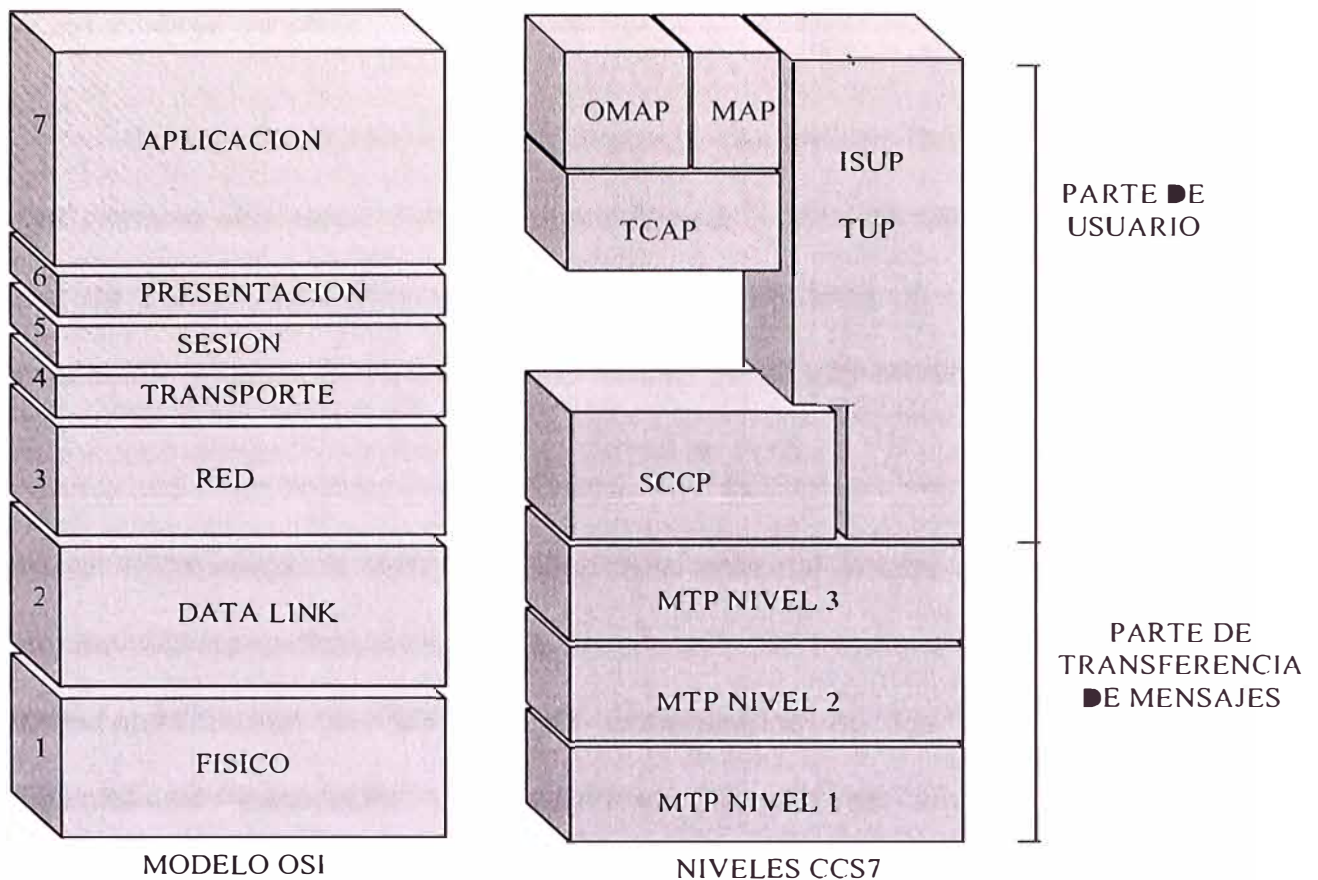 7
APLICACION
6
PRESENTACION
5
SESION
4
TRANSPORTE
3
RED
2
DATA LINK
1
FISICO
MODELO OSI
OMAP
MAP
TCAP
ISUP
TUP
SCCP
MTP NIVEL 3
MTP NIVEL 2
MTP NIVEL 1
NIVELES CCS7
PARTE DE
USUARIO
PARTE DE
TRANSFERENCIA
DE MENSAJES